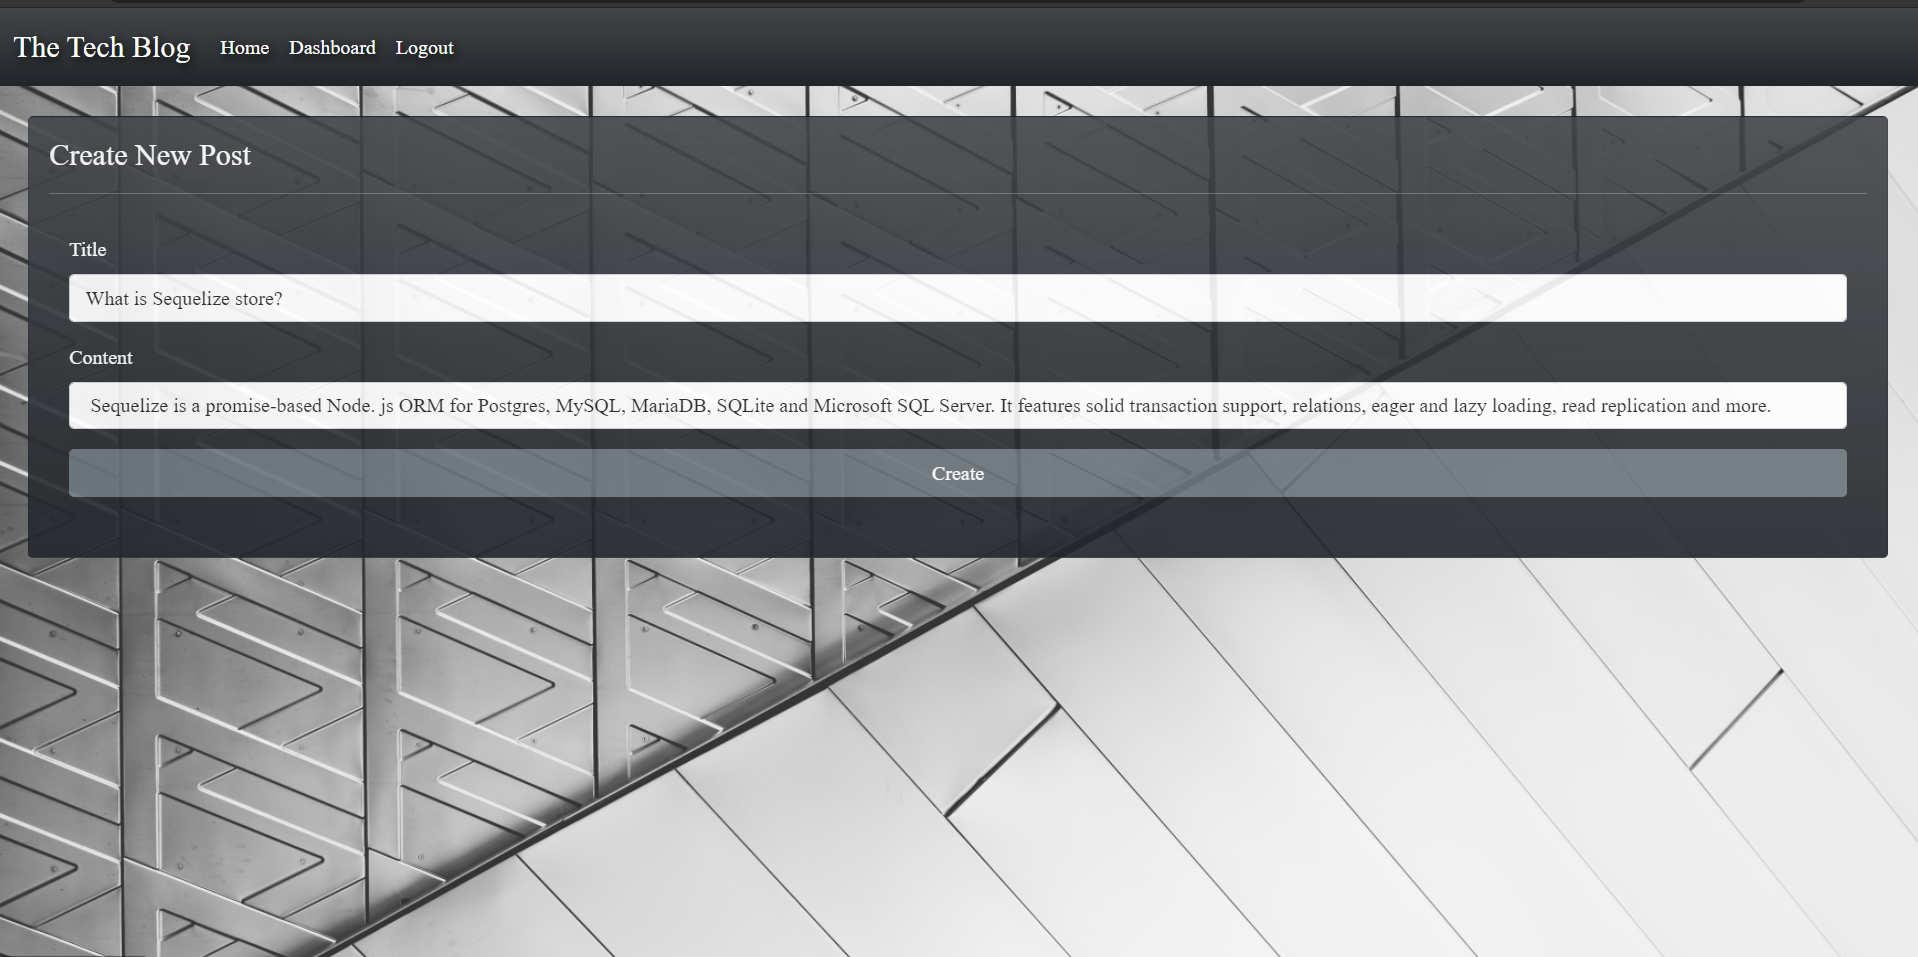 The Tech Blog Home Dashboard Logout
Create New Post
Title
What is Sequelize store?
Content
Sequelize is a promise-based Node. js ORM for Postgres, MySQL, MariaDB, SQLite and Microsoft SQL Server. It features solid transaction support, relations, eager and lazy loading, read replication and more.
Create